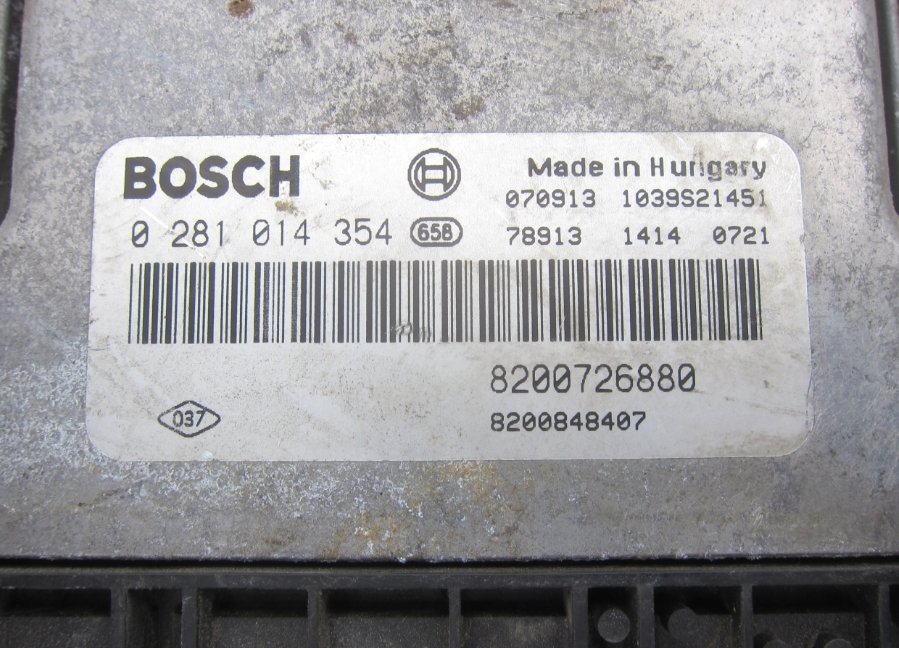 BOSCH
Made in Hungary
070913 1039S21451
0 281 014 354 658
78913 1414 0721
8200726880
037
8200848407